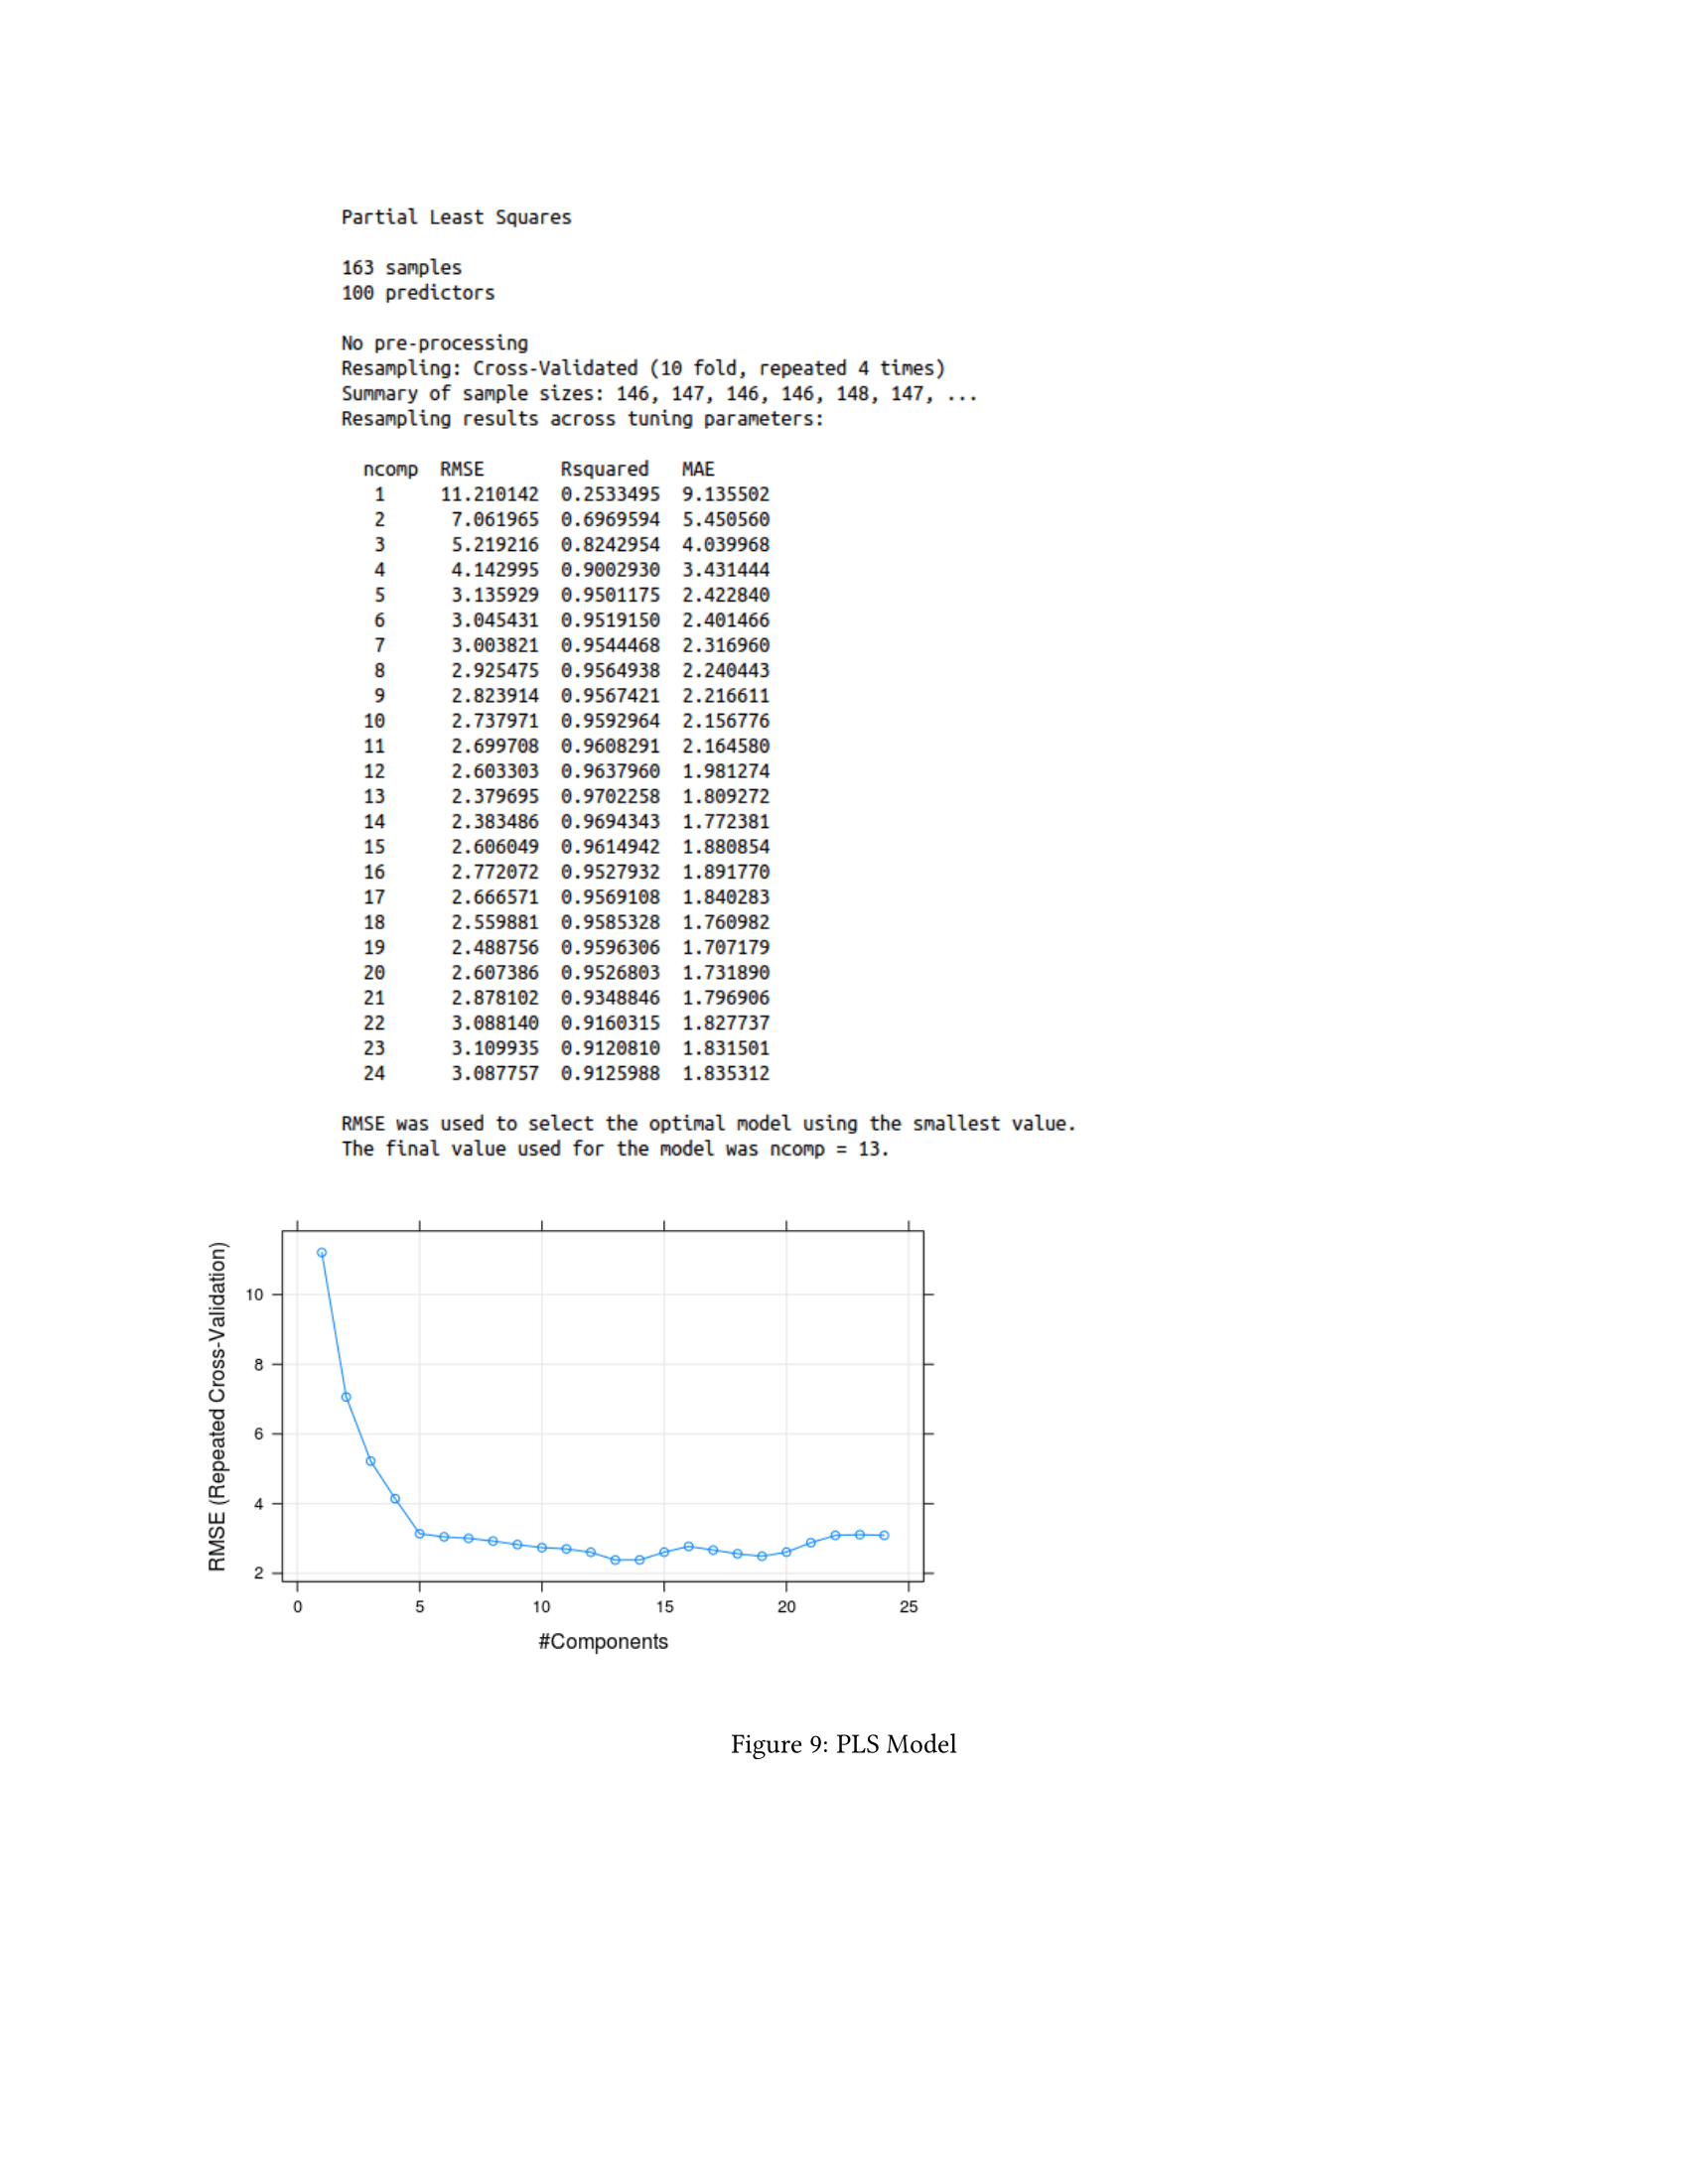 Partial Least Squares
163 samples
100 predictors
No pre-processing
Resampling: Cross-Validated (10 fold, repeated 4 times)
Summary of sample sizes: 146, 147, 146, 146, 148, 147, ...
Resampling results across tuning parameters:
ncomp RMSE Rsquared MAE
1 11.210142 0.2533495 9.135502
2 7.061965 0.6969594 5.450560
3 5.219216 0.8242954 4.039968
4 4.142995 0.9002930 3.431444
5 3.135929 0.9501175 2.422840
6 3.045431 0.9519150 2.401466
7 3.003821 0.9544468 2.316960
8 2.925475 0.9564938 2.240443
9 2.823914 0.9567421 2.216611
10 2.737971 0.9592964 2.156776
11 2.699708 0.9608291 2.164580
12 2.603303 0.9637960 1.981274
13 2.379695 0.9702258 1.809272
14 2.383486 0.9694343 1.772381
15 2.606049 0.9614942 1.880854
16 2.772072 0.9527932 1.891770
17 2.666571 0.9569108 1.840283
18 2.559881 0.9585328 1.760982
19 2.488756 0.9596306 1.707179
20 2.607386 0.9526803 1.731890
21 2.878102 0.9348846 1.796906
22 3.088140 0.9160315 1.827737
23 3.109935 0.9120810 1.831501
24 3.087757 0.9125988 1.835312
RMSE was used to select the optimal model using the smallest value.
The final value used for the model was ncomp = 13.
RMSE (Repeated Cross-Validation)
10
8
6
4
2
0 5 10 15 20 25
#Components
Figure 9: PLS Model